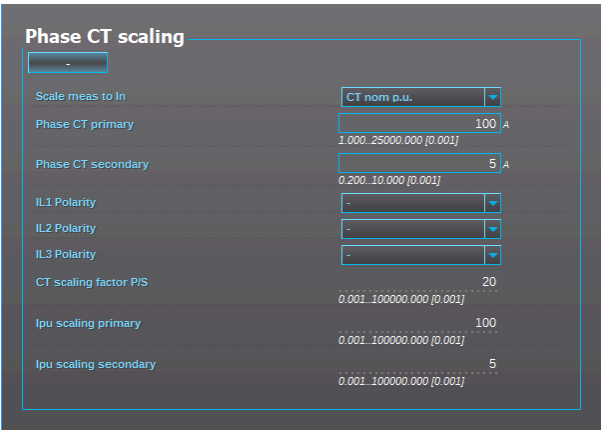 Phase CT scaling
-
Scale meas to In CT nom p.u.
Phase CT primary 100 A
1.000..25000.000 [0.001]
Phase CT secondary 5 A
0.200..10.000 [0.001]
IL1 Polarity -
IL2 Polarity -
IL3 Polarity -
CT scaling factor P/S 20
0.001..100000.000 [0.001]
Ipu scaling primary 100
0.001..100000.000 [0.001]
Ipu scaling secondary 5
0.001..100000.000 [0.001]